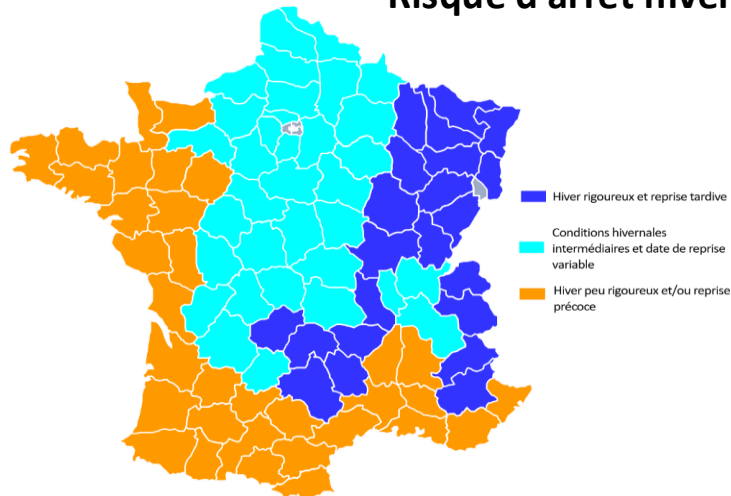 Risque d'arrêt hiver
Hiver rigoureux et reprise tardive
Conditions hivernales
intermédiaires et date de reprise
variable
Hiver peu rigoureux et/ou reprise
précoce